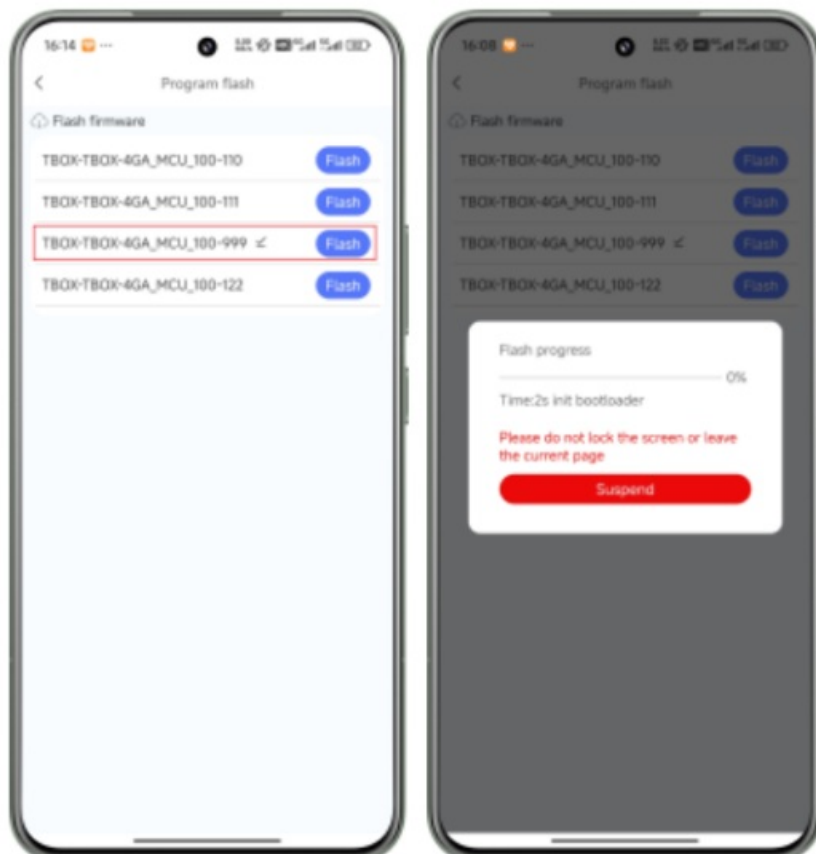 16:14
Program flash
Flash firmware
TBOX-TBOX-4GA_MCU_100-110 Flash
TBOX-TBOX-4GA_MCU_100-111 Flash
TBOX-TBOX-4GA_MCU_100-999 Flash
TBOX-TBOX-4GA_MCU_100-122 Flash
16:08
Program flash
Flash firmware
TBOX-TBOX-4GA_MCU_100-110 Flash
TBOX-TBOX-4GA_MCU_100-111 Flash
TBOX-TBOX-4GA_MCU_100-999 Flash
TBOX-TBOX-4GA_MCU_100-122 Flash
Flash progress
0%
Time:2s init bootloader
Please do not lock the screen or leave
the current page
Suspend